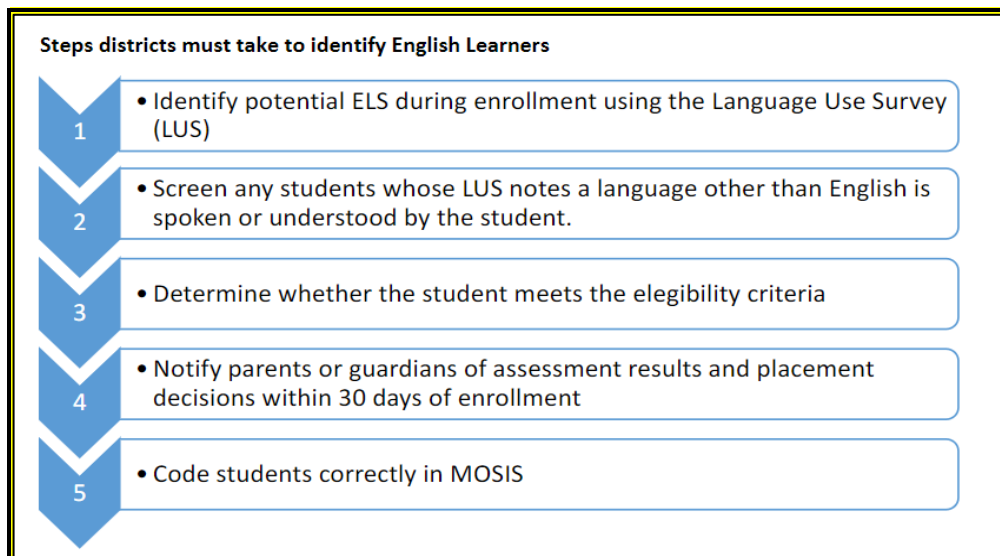 Steps districts must take to identify English Learners
1
• Identify potential ELS during enrollment using the Language Use Survey
(LUS)
2
• Screen any students whose LUS notes a language other than English is
spoken or understood by the student.
3
• Determine whether the student meets the elegibility criteria
4
• Notify parents or guardians of assessment results and placement
decisions within 30 days of enrollment
5
• Code students correctly in MOSIS